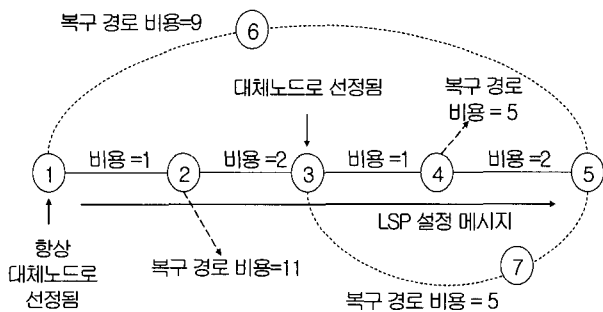 복구 경로 비용=9
6
대체노드로 선정됨
복구 경로
비용 = 5
비용 =1
비용 =2
비용 =1
비용 =2
1
2
3
4
5
LSP 설정 메시지
항상
대체노드로
선정됨
복구 경로 비용=11
7
복구 경로 비용 = 5